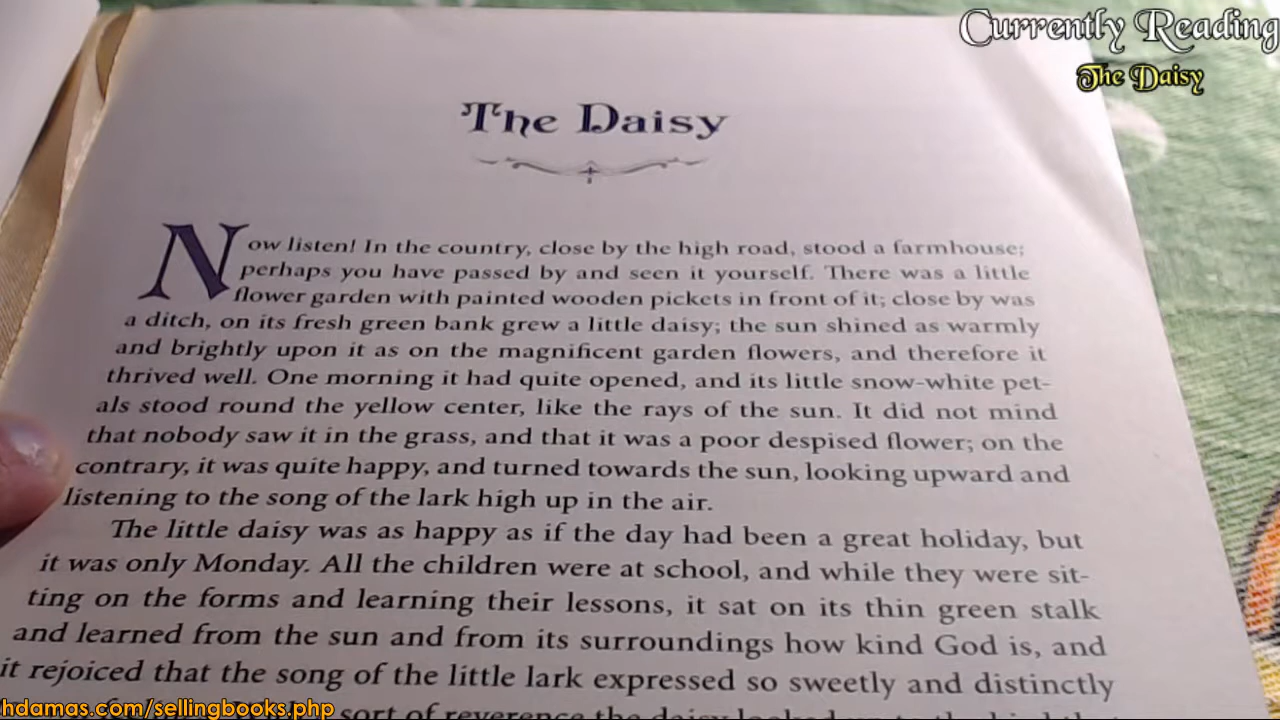 Currently Reading
The Daisy
The Daisy
Now listen! In the country, close by the high road, stood a farmhouse;
perhaps you have passed by and seen it yourself. There was a little
flower garden with painted wooden pickets in front of it; close by was
a ditch, on its fresh green bank grew a little daisy; the sun shined as warmly
and brightly upon it as on the magnificent garden flowers, and therefore it
thrived well. One morning it had quite opened, and its little snow-white pet-
als stood round the yellow center, like the rays of the sun. It did not mind
that nobody saw it in the grass, and that it was a poor despised flower; on the
contrary, it was quite happy, and turned towards the sun, looking upward and
listening to the song of the lark high up in the air.
The little daisy was as happy as if the day had been a great holiday, but
it was only Monday. All the children were at school, and while they were sit-
ting on the forms and learning their lessons, it sat on its thin green stalk
and learned from the sun and from its surroundings how kind God is, and
it rejoiced that the song of the little lark expressed so sweetly and distinctly
sort of reverence the daisy looked up to the
hdamas.com/sellingbooks.php